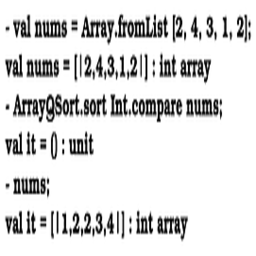 - val nums = Array.fromList [2, 4, 3, 1, 2];
val nums = [|2,4,3,1,2|] : int array
- ArrayQSort.sort Int.compare nums;
val it = () : unit
- nums;
val it = [|1,2,2,3,4|] : int array